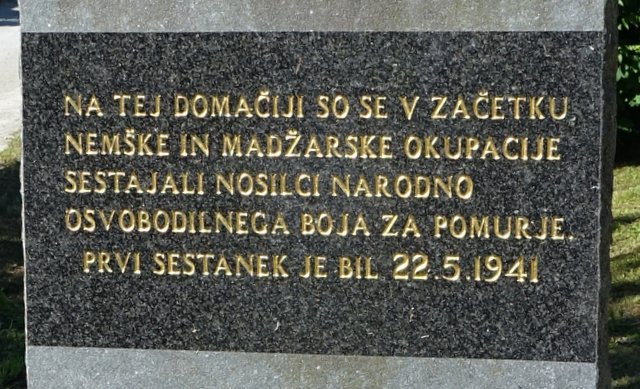 NA TEJ DOMAČIJI SO SE V ZAČETKU
NEMŠKE IN MADŽARSKE OKUPACIJE
SESTAJALI NOSILCI NARODNO
OSVOBODILNEGA BOJA ZA POMURJE.
PRVI SESTANEK JE BIL 22.5.1941